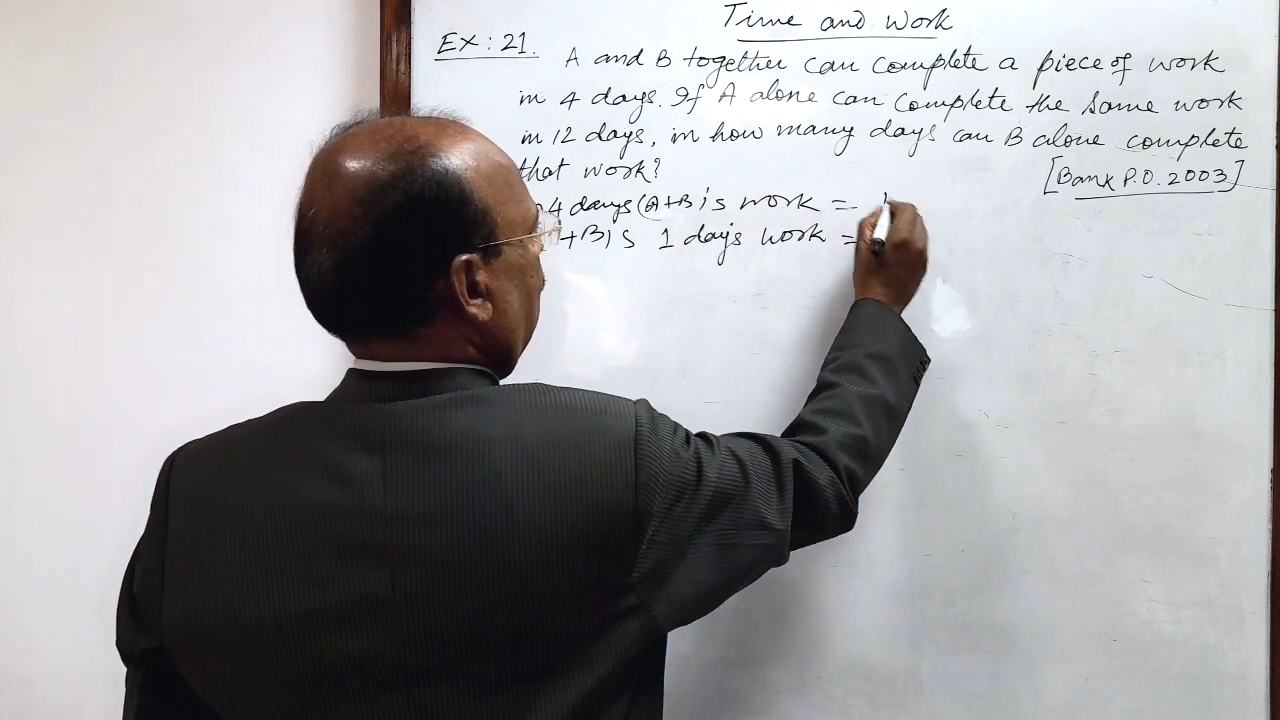 Time and Work
Ex: 21. A and B together can complete a piece of work
in 4 days. If A alone can complete the same work
in 12 days, in how many days can B alone complete
that work?
[Bank P.O. 2003]
4 days (A+B)'s work = 1
+B)'s 1 day's work =